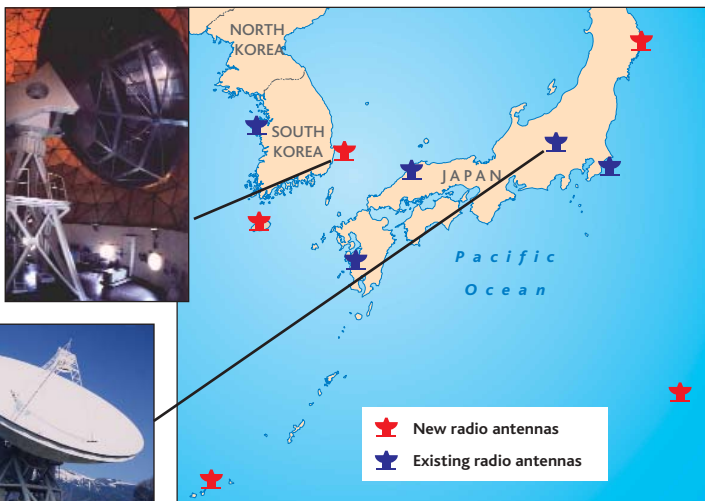 NORTH
KOREA
SOUTH
KOREA
JAPAN
Pacific
Ocean
New radio antennas
Existing radio antennas